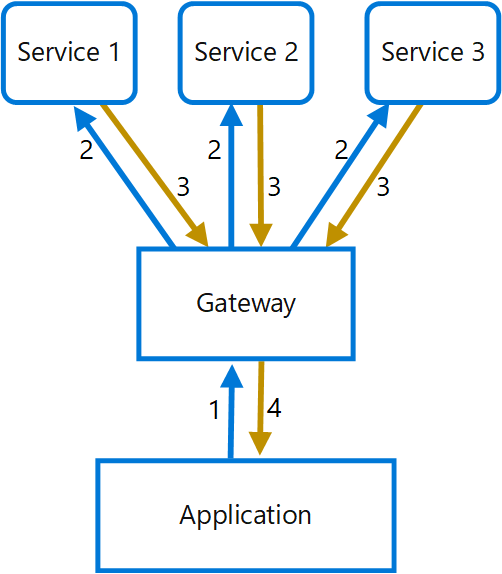 Service 1
Service 2
Service 3
2
2
2
3
3
3
Gateway
1
4
Application